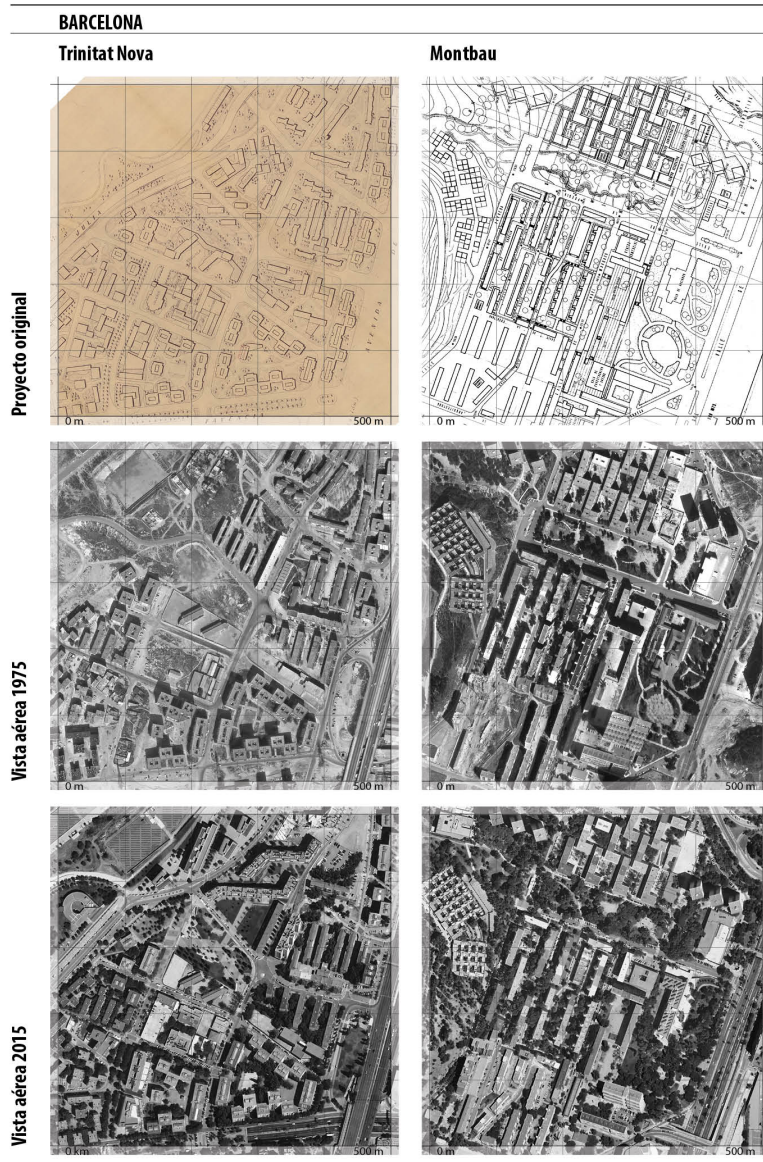 BARCELONA
Trinitat Nova Montbau
Proyecto original
AVENIDA
0 m 500 m
0 m 500 m
Vista aérea 1975
0 m 500 m
0 m 500 m
Vista aérea 2015
0 km 500 m
0 m 500 m